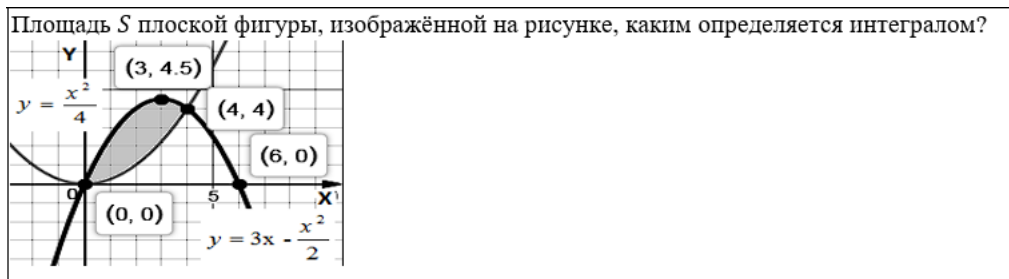 Площадь S плоской фигуры, изображённой на рисунке, каким определяется интегралом?
Y
(3, 4.5)
y = x²/4
(4, 4)
(6, 0)
0
5
X
(0, 0)
y = 3x - x²/2